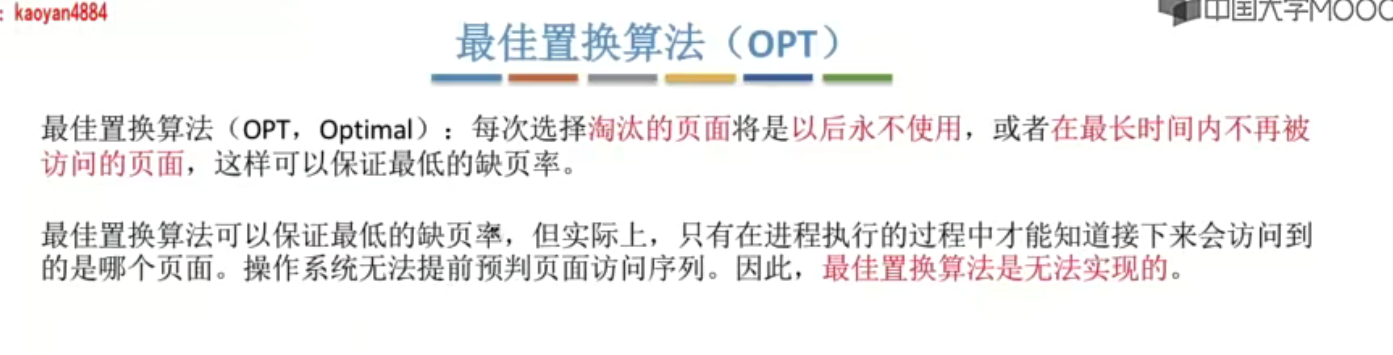 : kaoyan4884
中国大学MOOC
最佳置换算法（OPT）
最佳置换算法（OPT，Optimal）：每次选择淘汰的页面将是以后永不使用，或者在最长时间内不再被
访问的页面，这样可以保证最低的缺页率。
最佳置换算法可以保证最低的缺页率，但实际上，只有在进程执行的过程中才能知道接下来会访问到
的是哪个页面。操作系统无法提前预判页面访问序列。因此，最佳置换算法是无法实现的。